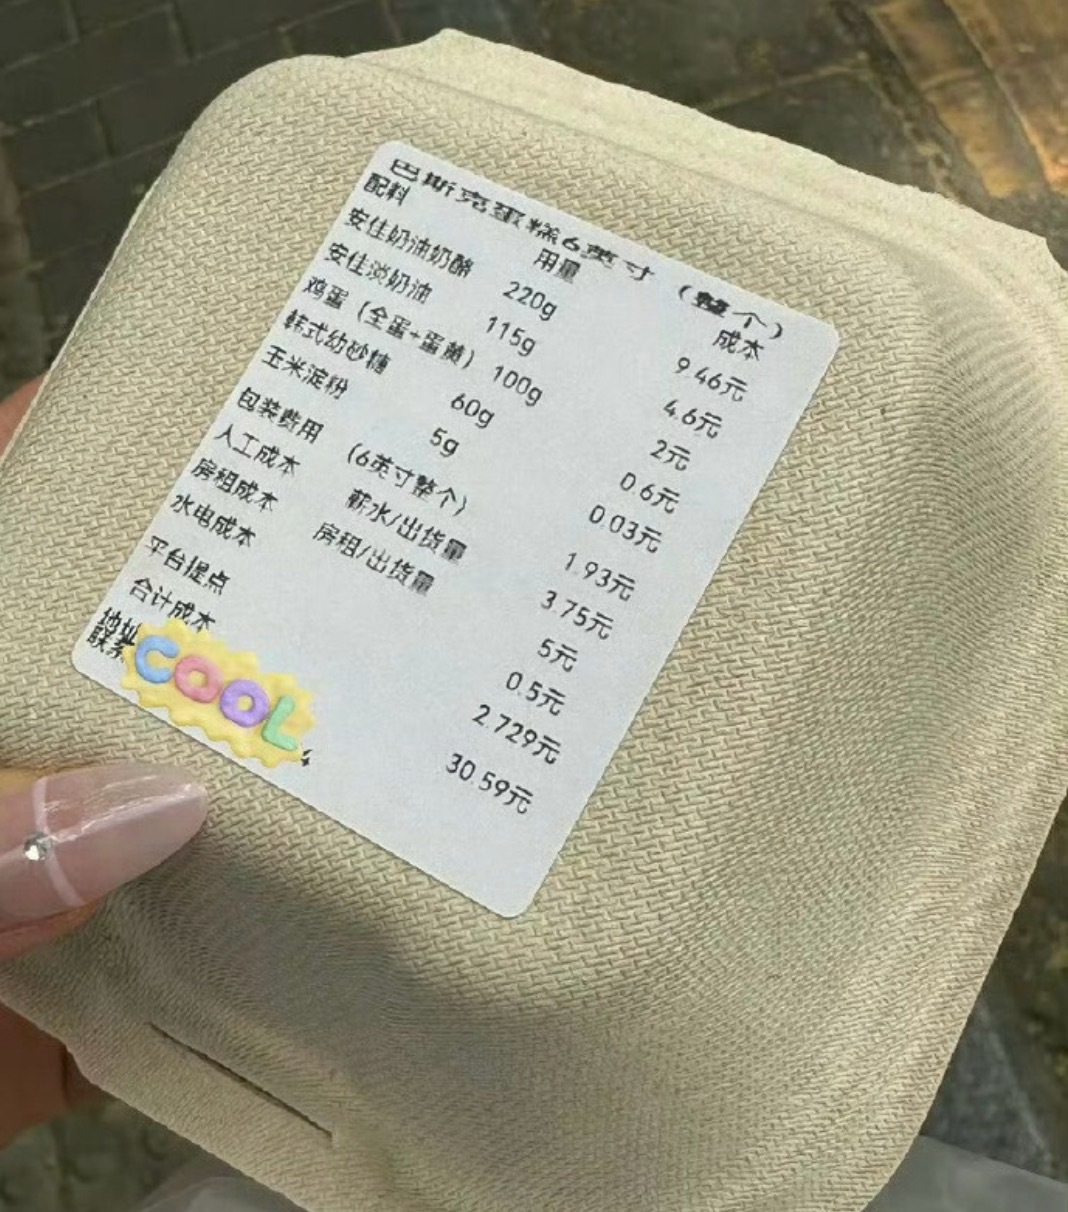 巴斯克蛋糕6英寸（整个）
配料 用量 成本
安佳奶油奶酪 220g 9.46元
安佳淡奶油 115g 4.6元
鸡蛋（全蛋+蛋黄） 100g 2元
韩式幼砂糖 60g 0.6元
玉米淀粉 5g 0.03元
包装费用 （6英寸整个） 1.93元
人工成本 薪水/出货量 3.75元
房租成本 房租/出货量 5元
水电成本 0.5元
平台提点 2.729元
合计成本 30.59元
地址
联系
COOL